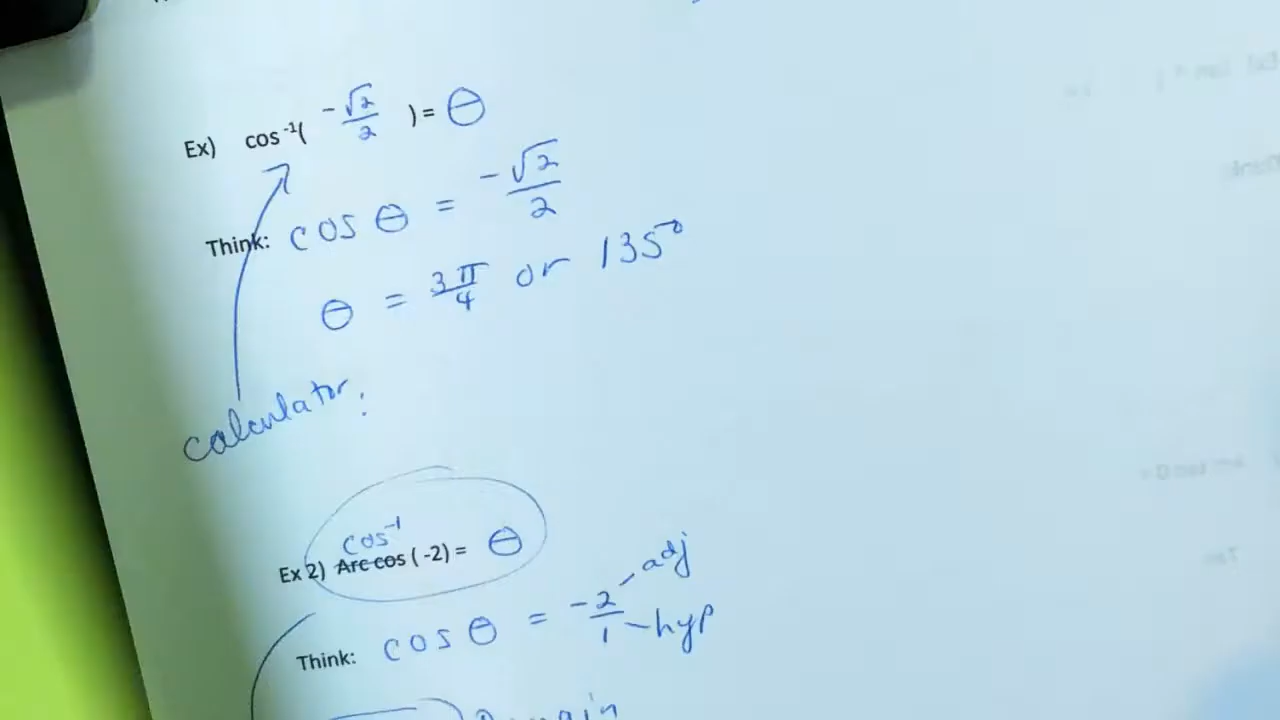 Ex) cos⁻¹( -√2/2 ) = θ
Think: cos θ = -√2/2
θ = 3π/4 or 135°
calculator.
cos⁻¹
Ex 2) Arc cos ( -2) = θ
Think: cos θ = -2/1 adj hyp
Domain